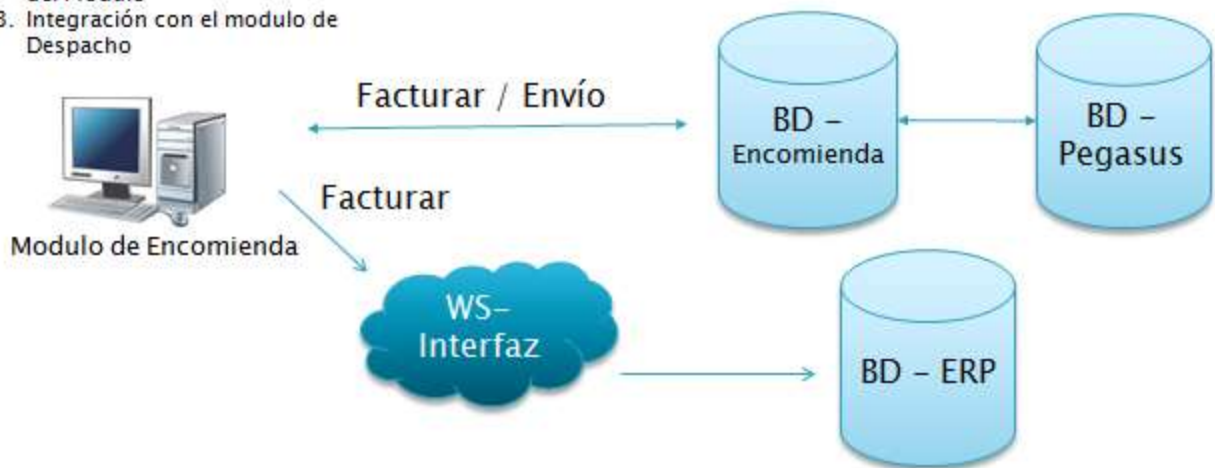 3. Integración con el modulo de
Despacho
Facturar / Envío
BD –
Encomienda
BD –
Pegasus
Facturar
Modulo de Encomienda
WS-
Interfaz
BD – ERP